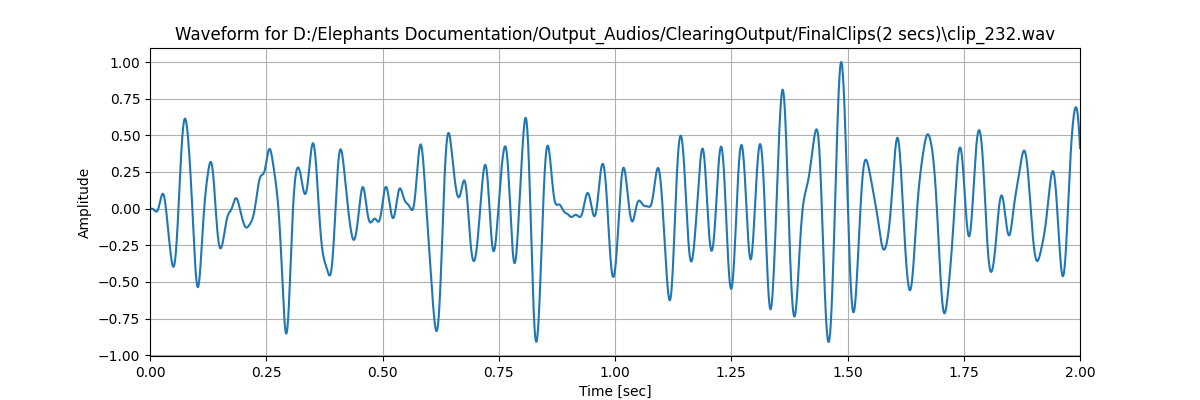 Waveform for D:/Elephants Documentation/Output_Audios/ClearingOutput/FinalClips(2 secs)\clip_232.wav
Amplitude
1.00
0.75
0.50
0.25
0.00
−0.25
−0.50
−0.75
−1.00
0.00 0.25 0.50 0.75 1.00 1.25 1.50 1.75 2.00
Time [sec]